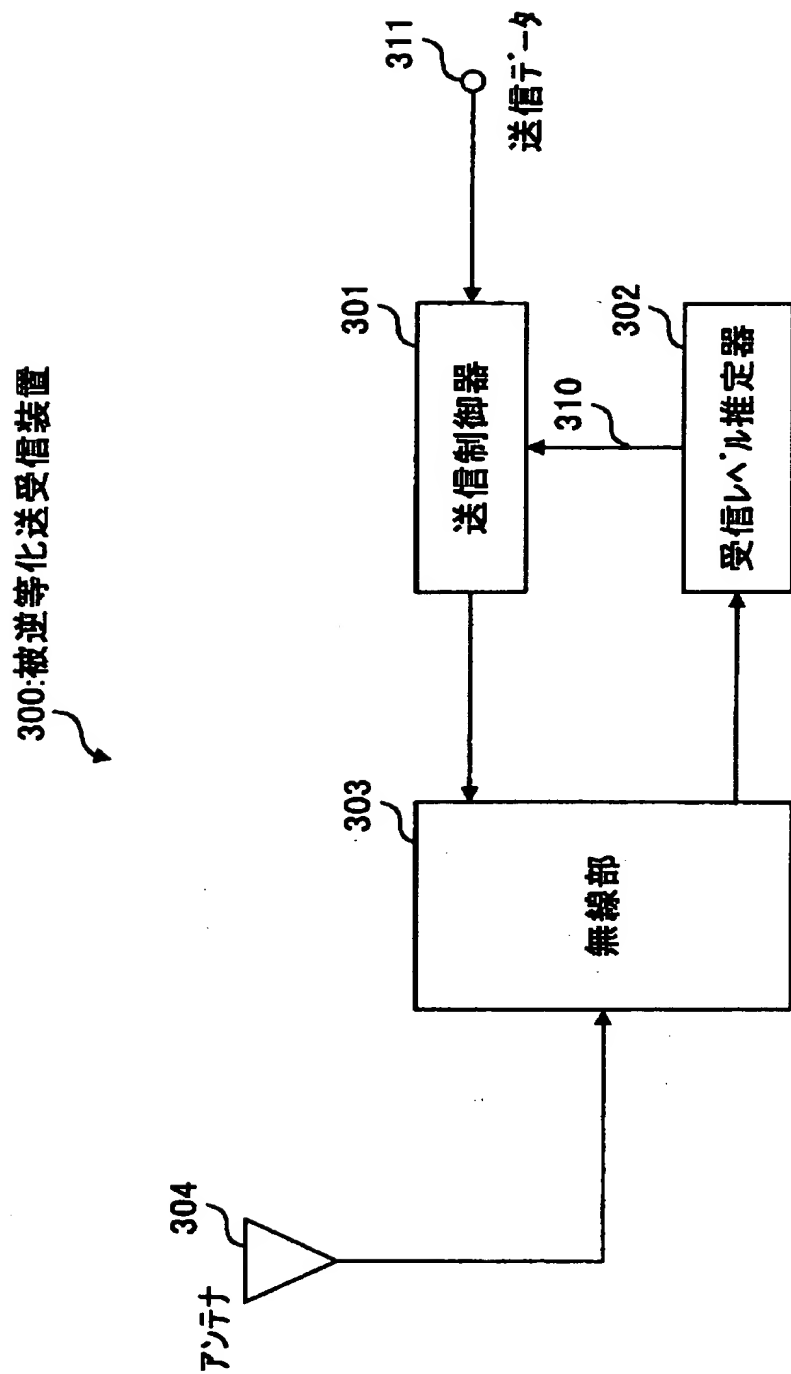 300:被逆等化送受信装置
アンテナ
304
303
無線部
301
送信制御器
310
302
受信レベル推定器
311
送信データ